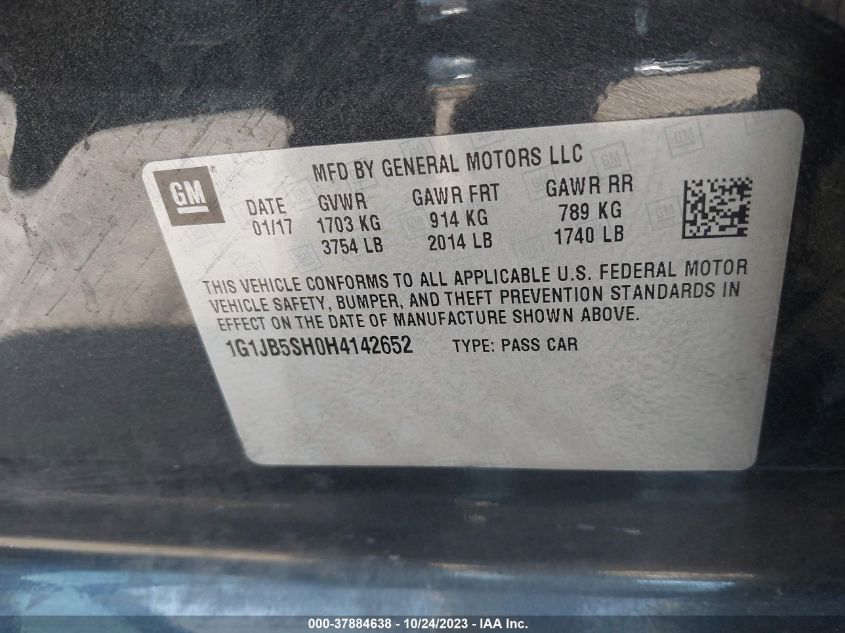 GM
MFD BY GENERAL MOTORS LLC
DATE GVWR GAWR FRT GAWR RR
01/17 1703 KG 914 KG 789 KG
3754 LB 2014 LB 1740 LB
THIS VEHICLE CONFORMS TO ALL APPLICABLE U.S. FEDERAL MOTOR
VEHICLE SAFETY, BUMPER, AND THEFT PREVENTION STANDARDS IN
EFFECT ON THE DATE OF MANUFACTURE SHOWN ABOVE.
1G1JB5SH0H4142652 TYPE: PASS CAR
000-37884638 - 10/24/2023 - IAA Inc.